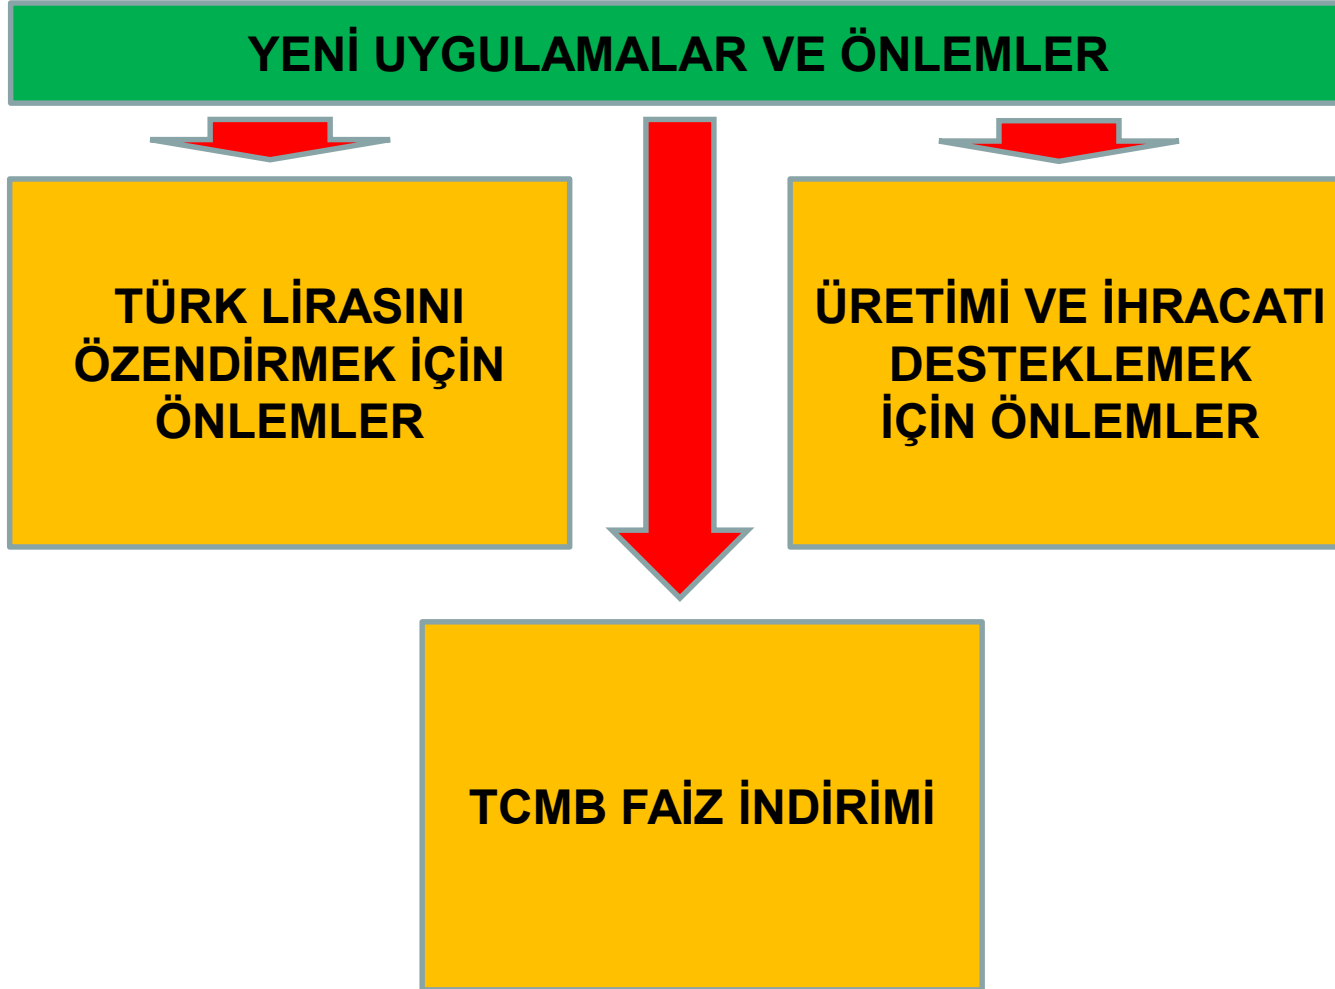 YENİ UYGULAMALAR VE ÖNLEMLER
TÜRK LİRASINI
ÖZENDİRMEK İÇİN
ÖNLEMLER
ÜRETİMİ VE İHRACATI
DESTEKLEMEK
İÇİN ÖNLEMLER
TCMB FAİZ İNDİRİMİ